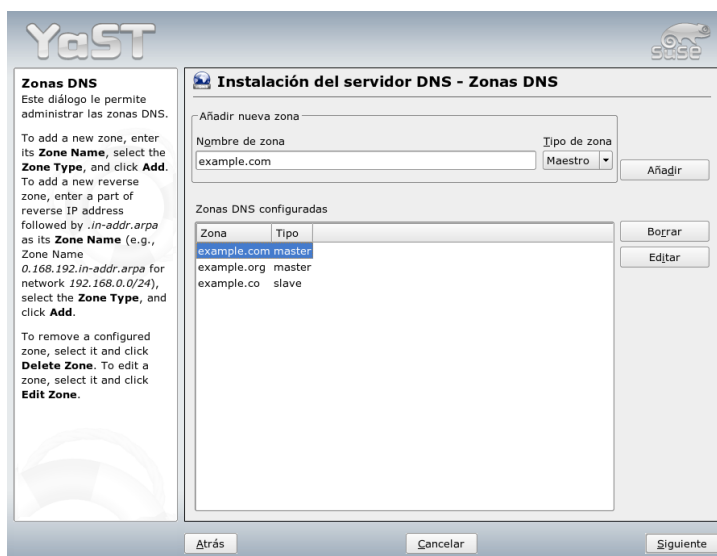 YaST
SUSE
Zonas DNS
Este diálogo le permite
administrar las zonas DNS.
To add a new zone, enter
its Zone Name, select the
Zone Type, and click Add.
To add a new reverse
zone, enter a part of
reverse IP address
followed by .in-addr.arpa
as its Zone Name (e.g.,
Zone Name
0.168.192.in-addr.arpa for
network 192.168.0.0/24),
select the Zone Type, and
click Add.
To remove a configured
zone, select it and click
Delete Zone. To edit a
zone, select it and click
Edit Zone.
Instalación del servidor DNS - Zonas DNS
Añadir nueva zona
Nombre de zona Tipo de zona
example.com Maestro Añadir
Zonas DNS configuradas
Zona Tipo
example.com master
example.org master
example.co slave
Borrar
Editar
Atrás Cancelar Siguiente